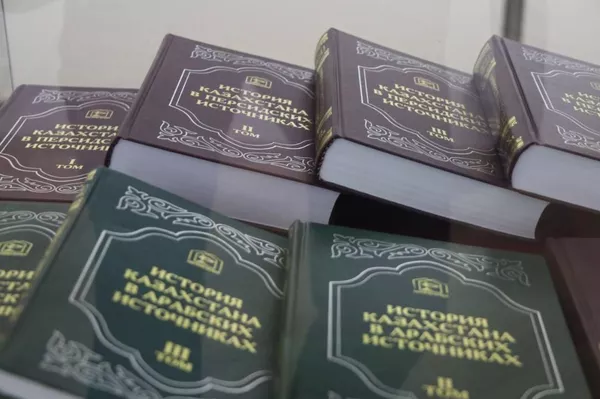 ИСТОРИЯ
КАЗАХСТАНА
В ПЕРСИДСКИХ
ИСТОЧНИКАХ
I
ТОМ
ИСТОРИЯ
КАЗАХСТАНА
В ПЕРСИДСКИХ
ИСТОЧНИКАХ
II
ТОМ
ИСТОРИЯ
КАЗАХСТАНА
В ПЕРСИДСКИХ
ИСТОЧНИКАХ
III
ТОМ
ИСТОРИЯ
КАЗАХСТАНА
В АРАБСКИХ
ИСТОЧНИКАХ
III
ТОМ
ИСТОРИЯ
КАЗАХСТАНА
В АРАБСКИХ
ИСТОЧНИКАХ
II
ТОМ